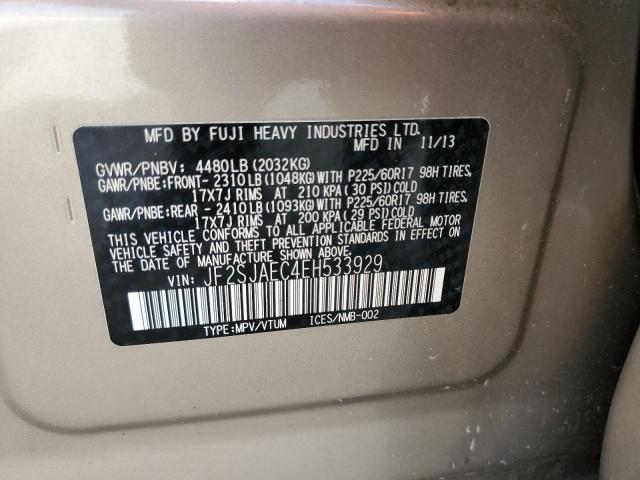 MFD BY FUJI HEAVY INDUSTRIES LTD.
MFD IN 11/13
GVWR/PNBV: 4480LB (2032KG)
GAWR/PNBE:FRONT- 2310LB(1048KG)WITH P225/60R17 98H TIRES,
17X7J RIMS AT 210 KPA(30 PSI)COLD
GAWR/PNBE:REAR -2410LB(1093KG)WITH P225/60R17 98H TIRES,
17X7J RIMS AT 200 KPA(29 PSI)COLD
THIS VEHICLE CONFORMS TO ALL APPLICABLE FEDERAL MOTOR
VEHICLE SAFETY STANDARDS IN EFFECT ON THE DATE OF
MANUFACTURE SHOWN ABOVE.
VIN: JF2SJAEC4EH533929
TYPE:MPV/VTUM ICES/NMB-002